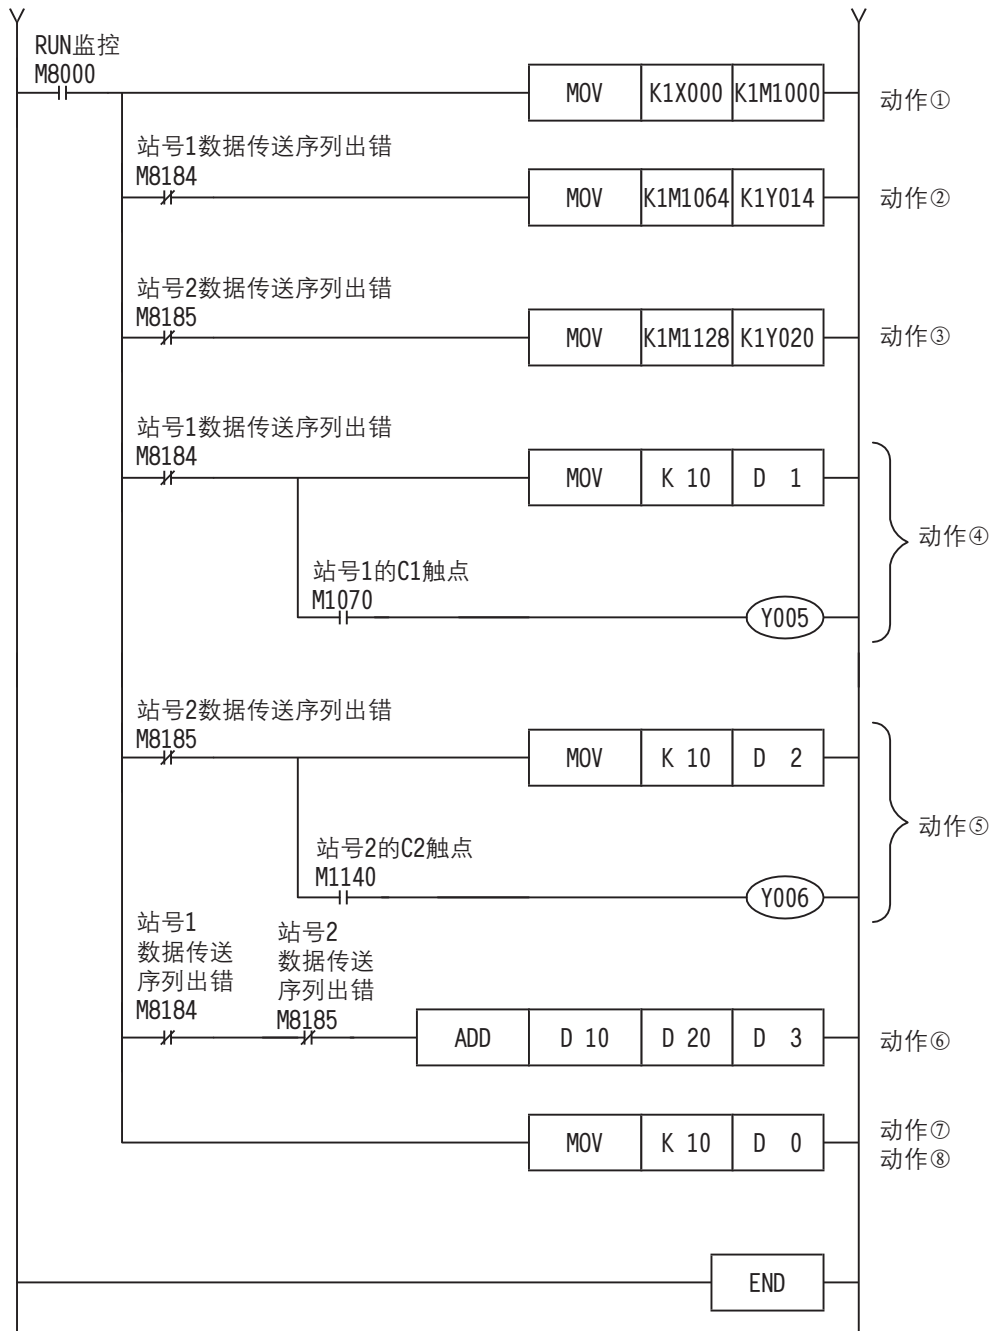 RUN监控
M8000
MOV K1X000 K1M1000 动作①
站号1数据传送序列出错
M8184
MOV K1M1064 K1Y014 动作②
站号2数据传送序列出错
M8185
MOV K1M1128 K1Y020 动作③
站号1数据传送序列出错
M8184
MOV K 10 D 1
动作④
站号1的C1触点
M1070
Y005
站号2数据传送序列出错
M8185
MOV K 10 D 2
动作⑤
站号2的C2触点
M1140
Y006
站号1
数据传送
序列出错
M8184
站号2
数据传送
序列出错
M8185
ADD D 10 D 20 D 3 动作⑥
MOV K 10 D 0
动作⑦
动作⑧
END